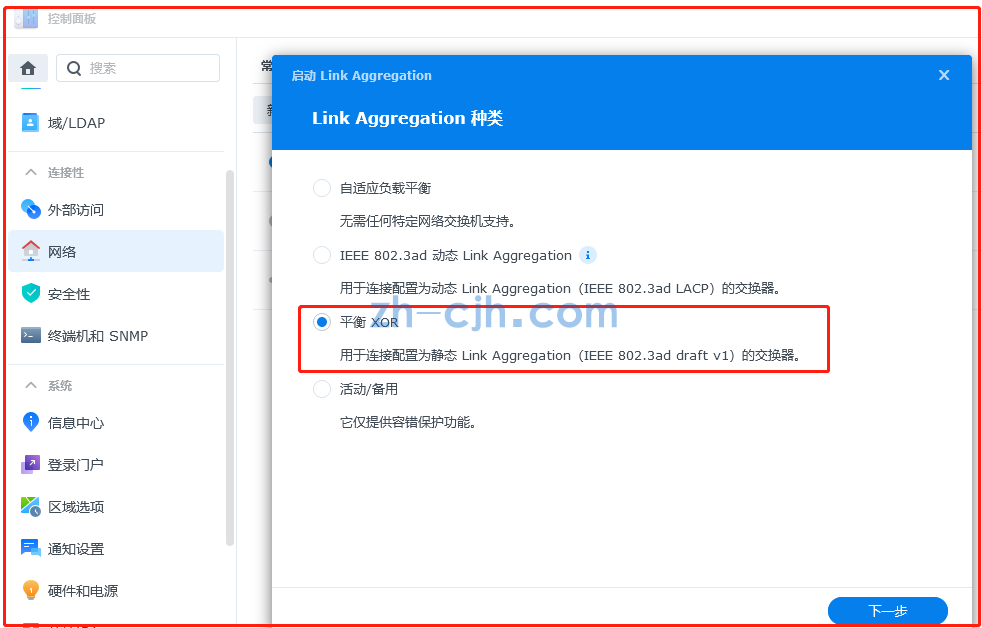 控制面板
搜索
域/LDAP
连接性
外部访问
网络
安全性
终端机和 SNMP
系统
信息中心
登录门户
区域选项
通知设置
硬件和电源
常
启动 Link Aggregation
Link Aggregation 种类
自适应负载平衡
无需任何特定网络交换机支持。
IEEE 802.3ad 动态 Link Aggregation
用于连接配置为动态 Link Aggregation（IEEE 802.3ad LACP）的交换器。
zh-cjh.com
平衡 XOR
用于连接配置为静态 Link Aggregation（IEEE 802.3ad draft v1）的交换器。
活动/备用
它仅提供容错保护功能。
下一步